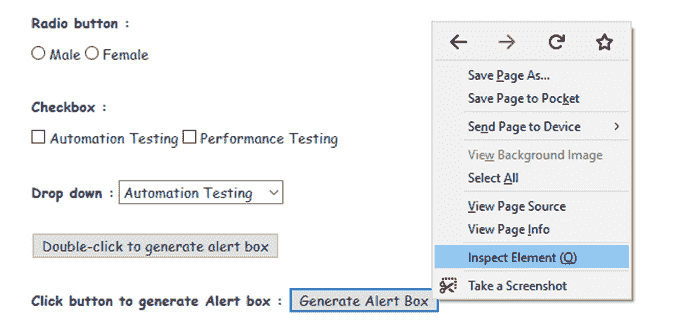 Radio button :
Male Female
Checkbox :
Automation Testing Performance Testing
Drop down : Automation Testing
Double-click to generate alert box
Click button to generate Alert box : Generate Alert Box
Save Page As...
Save Page to Pocket
Send Page to Device
View Background Image
Select All
View Page Source
View Page Info
Inspect Element (Q)
Take a Screenshot